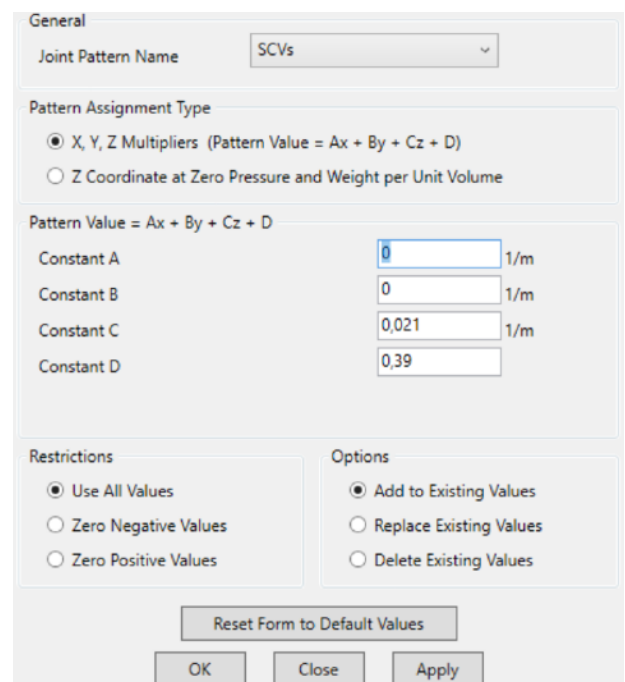 General
Joint Pattern Name SCVs
Pattern Assignment Type
X, Y, Z Multipliers (Pattern Value = Ax + By + Cz + D)
Z Coordinate at Zero Pressure and Weight per Unit Volume
Pattern Value = Ax + By + Cz + D
Constant A 0 1/m
Constant B 0 1/m
Constant C 0,021 1/m
Constant D 0,39
Restrictions
Use All Values
Zero Negative Values
Zero Positive Values
Options
Add to Existing Values
Replace Existing Values
Delete Existing Values
Reset Form to Default Values
OK Close Apply